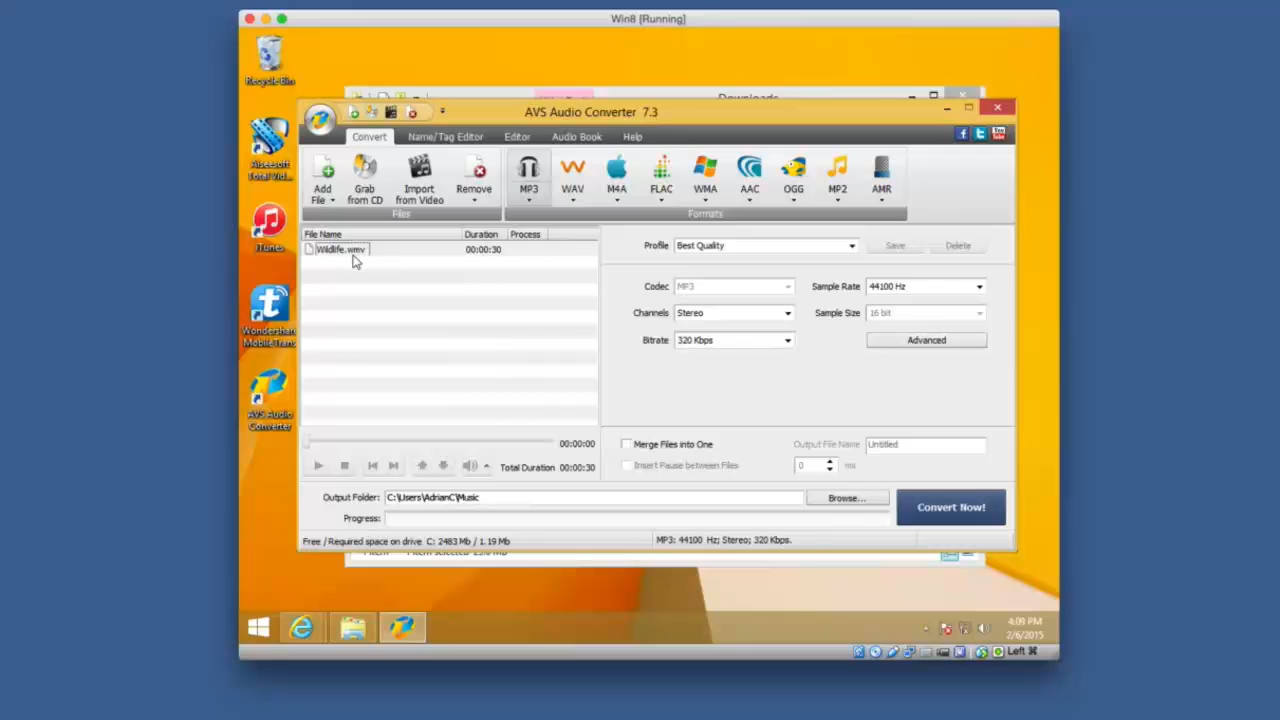 Win8 [Running]
Recycle Bin
Downloads
AVS Audio Converter 7.3
Convert Name/Tag Editor Editor Audio Book Help
Aiseesoft
Total Vid...
Add
File
Grab
from CD
Import
from Video
Remove
MP3 WAV M4A FLAC WMA AAC OGG MP2 AMR
Files Formats
File Name Duration Process
Wildlife.wmv 00:00:30
Profile Best Quality Save Delete
iTunes
Codec MP3 Sample Rate 44100 Hz
Channels Stereo Sample Size 16 bit
Wondershare
MobileTrans
Bitrate 320 Kbps Advanced
AVS Audio
Converter
00:00:00
Merge Files into One Output File Name Untitled
Total Duration 00:00:30
Insert Pause between Files 0 ms
Output Folder: C:\Users\AdrianC\Music Browse... Convert Now!
Progress:
Free / Required space on drive C: 2483 Mb / 1.19 Mb MP3: 44100 Hz; Stereo; 320 Kbps.
4:09 PM
2/6/2015
Left ⌘